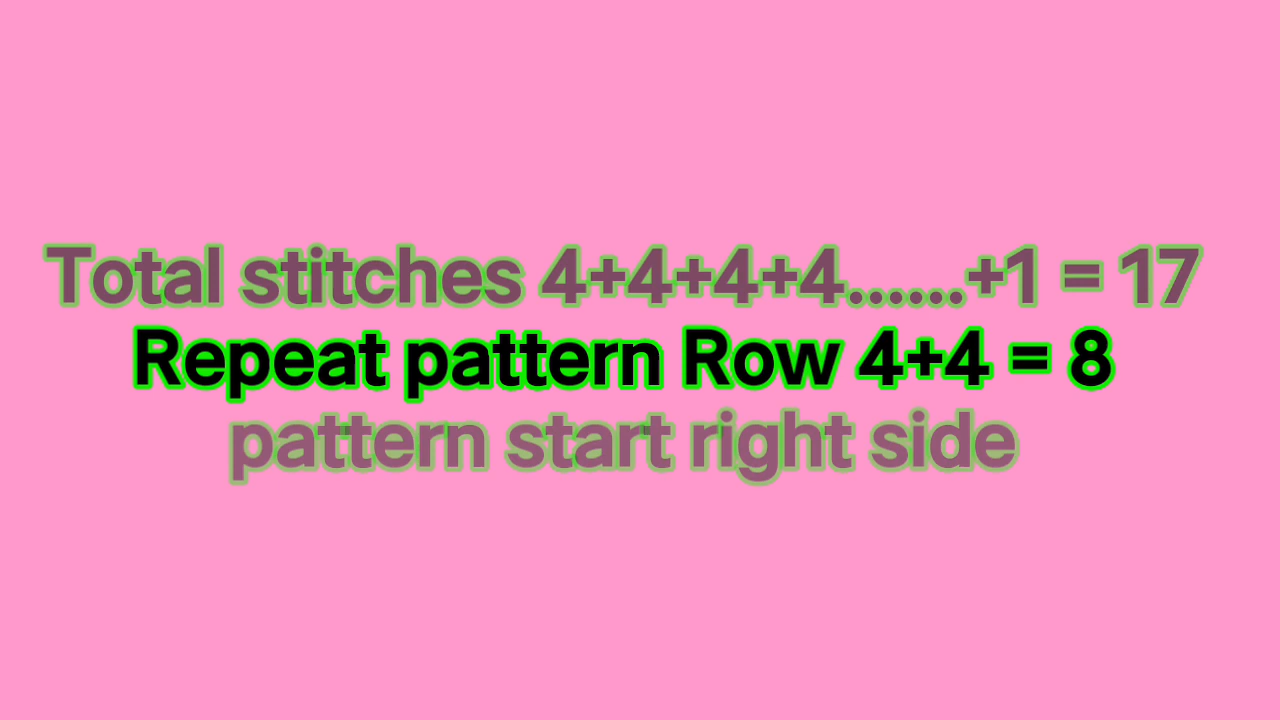 Total stitches 4+4+4+4......+1 = 17
Repeat pattern Row 4+4 = 8
pattern start right side